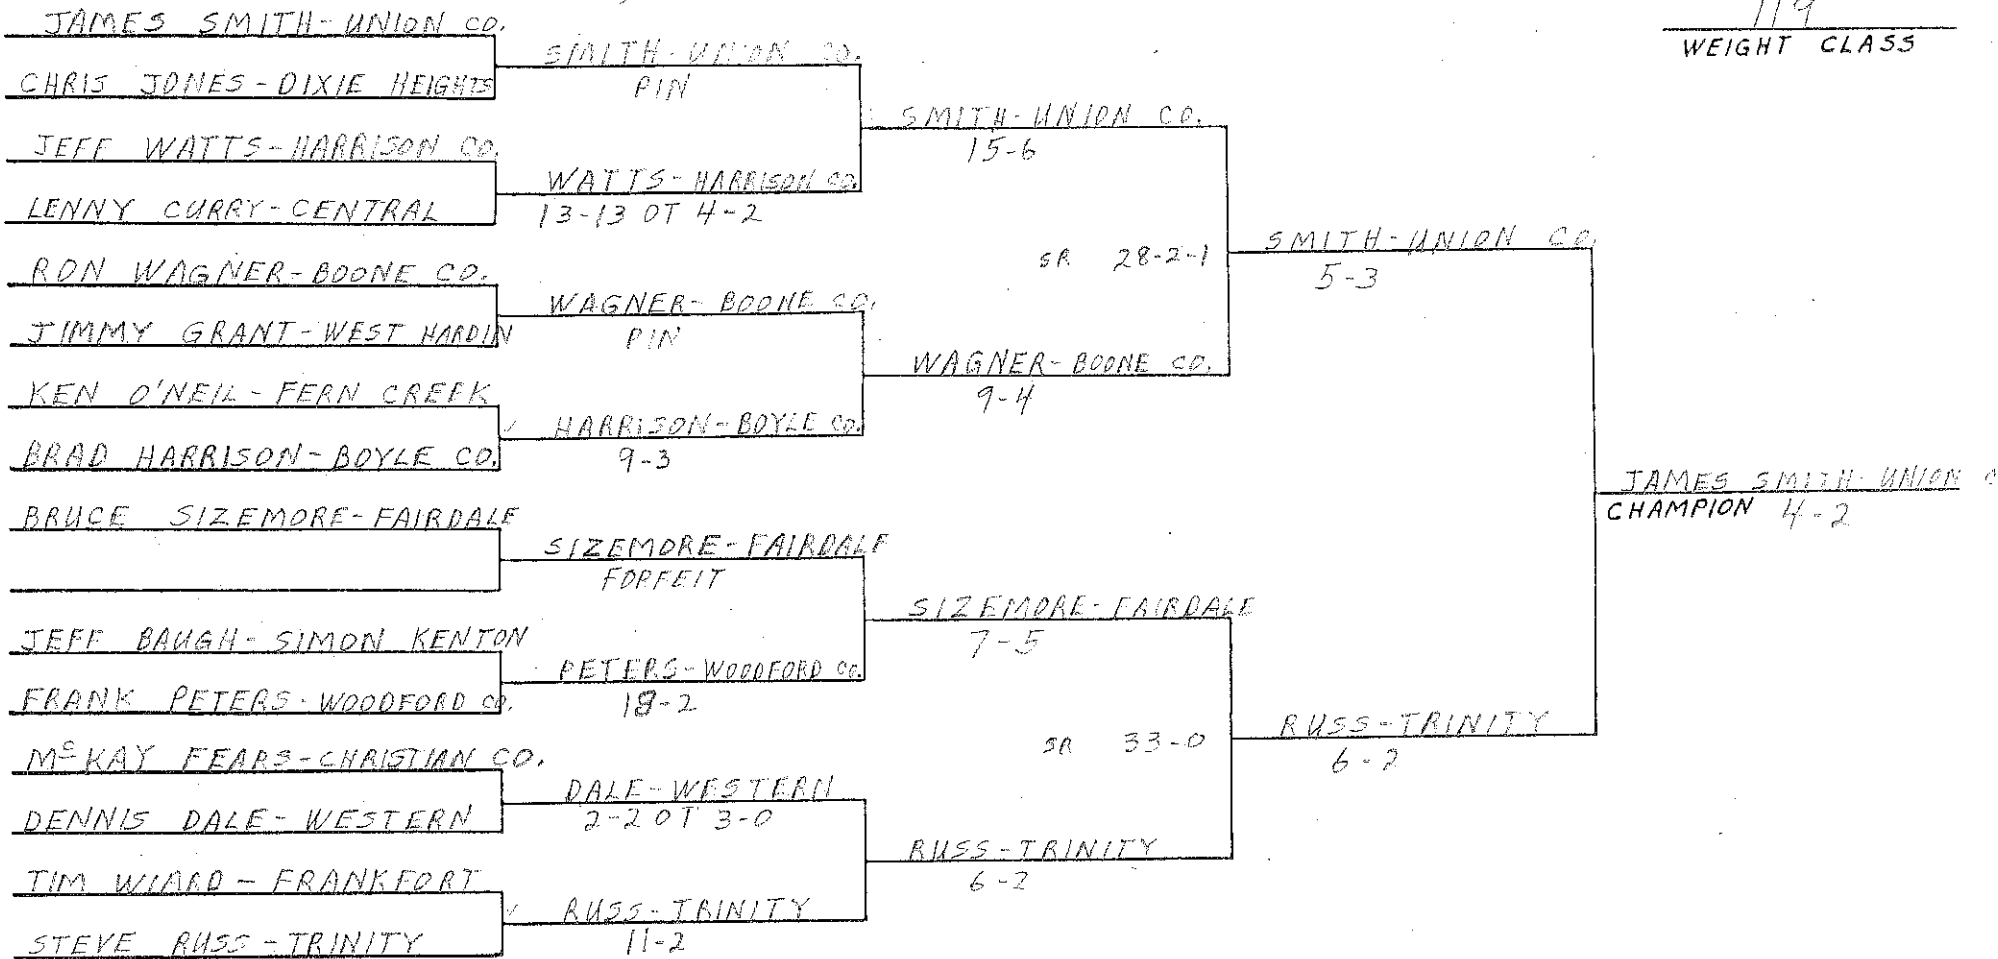 119
WEIGHT CLASS
JAMES SMITH-UNION CO.
CHRIS JONES-DIXIE HEIGHTS
JEFF WATTS-HARRISON CO.
LENNY CURRY-CENTRAL
RON WAGNER-BOONE CO.
JIMMY GRANT-WEST HARDIN
KEN O'NEIL-FERN CREEK
BRAD HARRISON-BOYLE CO.
BRUCE SIZEMORE-FAIRDALE
JEFF BAUGH-SIMON KENTON
FRANK PETERS-WOODFORD CO.
McKAY FEARS-CHRISTIAN CO.
DENNIS DALE-WESTERN
TIM WIARD-FRANKFORT
STEVE RUSS-TRINITY
SMITH-UNION CO.
PIN
WATTS-HARRISON CO.
13-13 OT 4-2
WAGNER-BOONE CO.
PIN
HARRISON-BOYLE CO.
9-3
SIZEMORE-FAIRDALE
FORFEIT
PETERS-WOODFORD CO.
18-2
DALE-WESTERN
2-2 OT 3-0
RUSS-TRINITY
11-2
SMITH-UNION CO.
15-6
WAGNER-BOONE CO.
9-4
SIZEMORE-FAIRDALE
7-5
RUSS-TRINITY
6-2
SR 28-2-1
SMITH-UNION CO.
5-3
SR 33-0
RUSS-TRINITY
6-2
JAMES SMITH-UNION C
CHAMPION 4-2